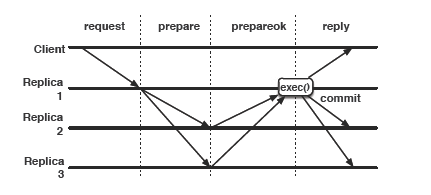 request prepare prepareok reply
Client
Replica
1
exec()
commit
Replica
2
Replica
3